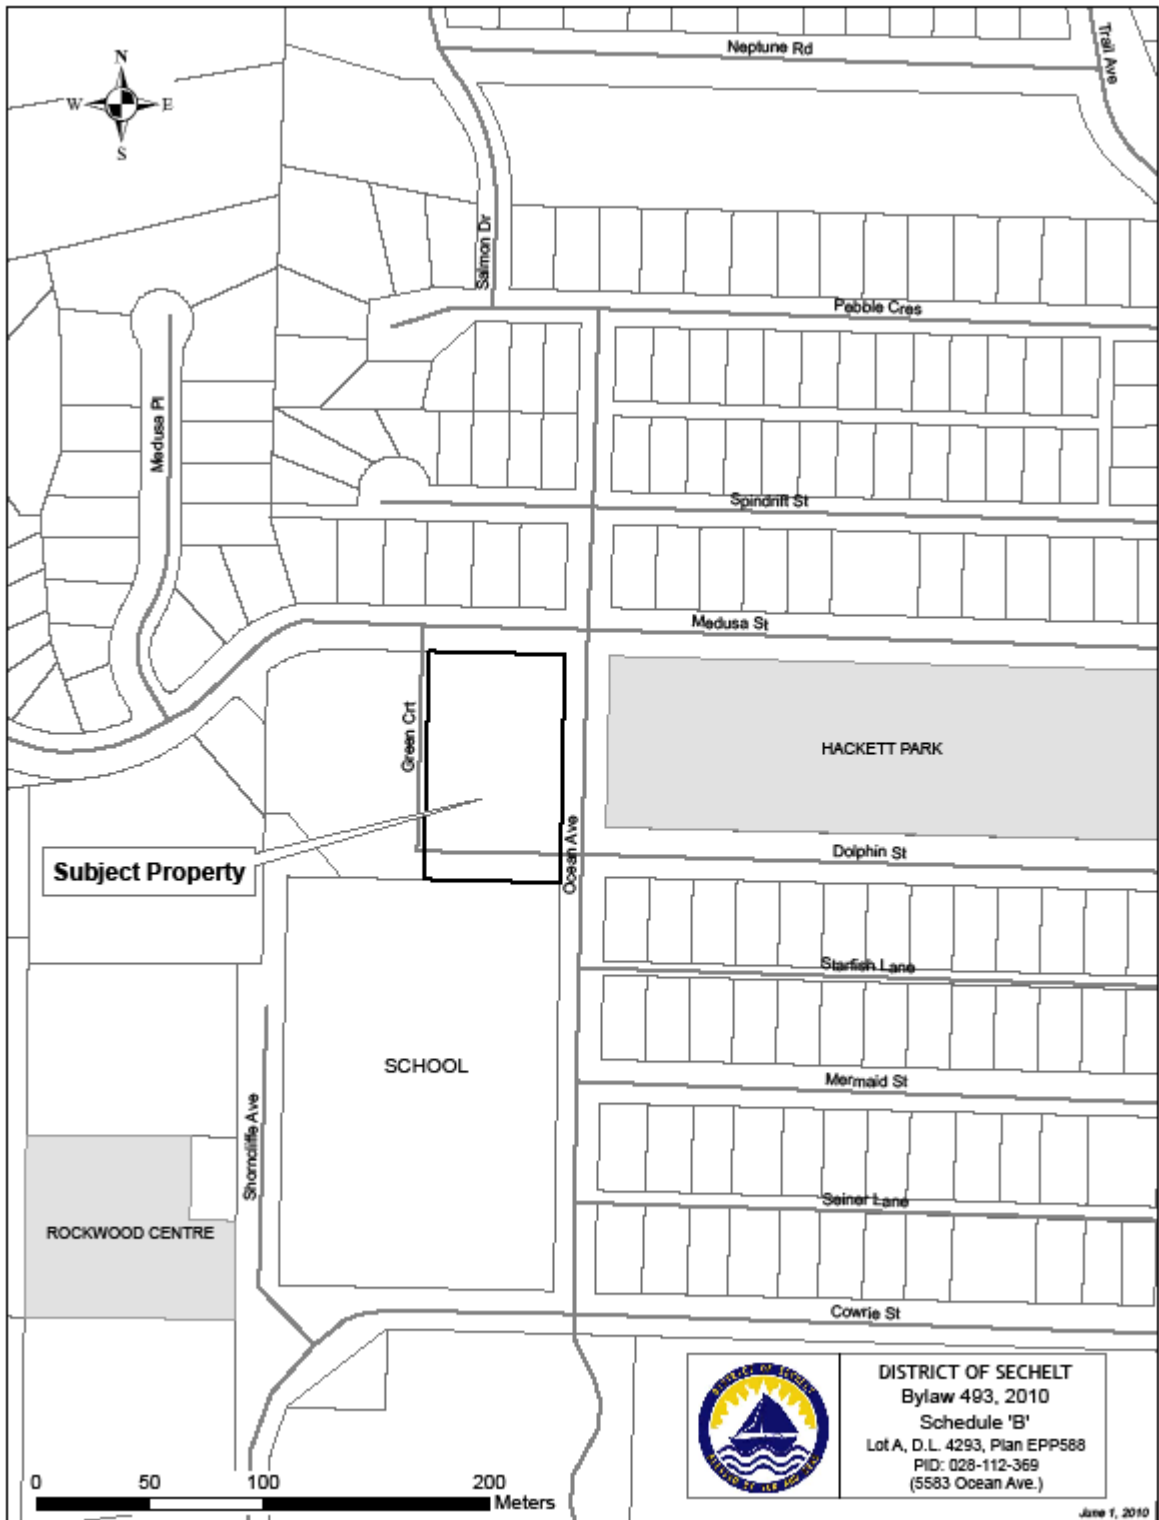 Neptune Rd
Trail Ave
N
W E
S
Salmon Dr
Pebble Cres
Medusa Pl
Spindrift St
Medusa St
Green Crt
HACKETT PARK
Subject Property
Ocean Ave
Dolphin St
Starfish Lane
SCHOOL
Mermaid St
Shorncliffe Ave
Seiner Lane
ROCKWOOD CENTRE
Cowrie St
DISTRICT OF SECHELT
DISTRICT OF SECHELT
Bylaw 493, 2010
Schedule 'B'
Lot A, D.L. 4293, Plan EPP588
PID: 028-112-369
(5583 Ocean Ave.)
0 50 100 200
Meters
June 1, 2010